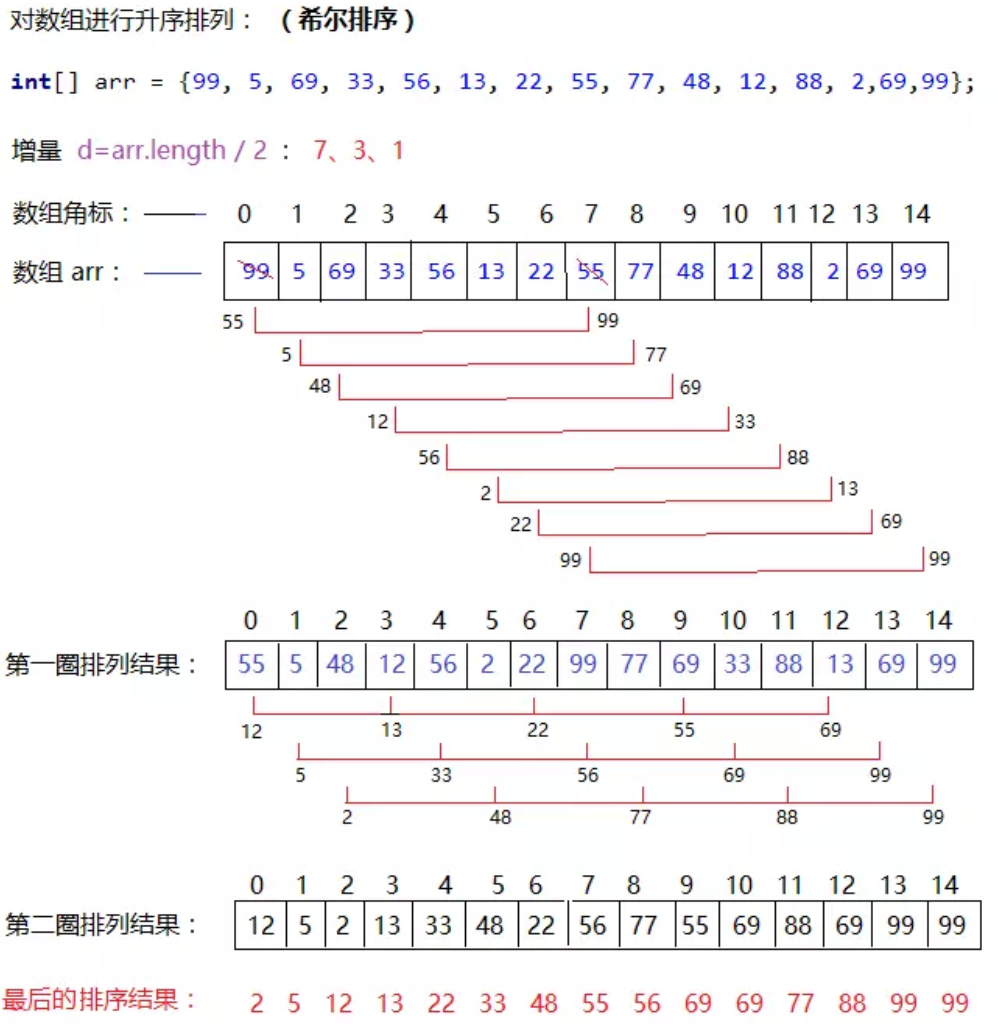 对数组进行升序排列： （希尔排序）
int[] arr = {99, 5, 69, 33, 56, 13, 22, 55, 77, 48, 12, 88, 2,69,99};
增量 d=arr.length / 2 ： 7、3、1
数组角标： 0 1 2 3 4 5 6 7 8 9 10 11 12 13 14
数组 arr： 99 5 69 33 56 13 22 55 77 48 12 88 2 69 99
55 99
5 77
48 69
12 33
56 88
2 13
22 69
99 99
0 1 2 3 4 5 6 7 8 9 10 11 12 13 14
第一圈排列结果： 55 5 48 12 56 2 22 99 77 69 33 88 13 69 99
12 13 22 55 69
5 33 56 69 99
2 48 77 88 99
0 1 2 3 4 5 6 7 8 9 10 11 12 13 14
第二圈排列结果： 12 5 2 13 33 48 22 56 77 55 69 88 69 99 99
最后的排序结果： 2 5 12 13 22 33 48 55 56 69 69 77 88 99 99